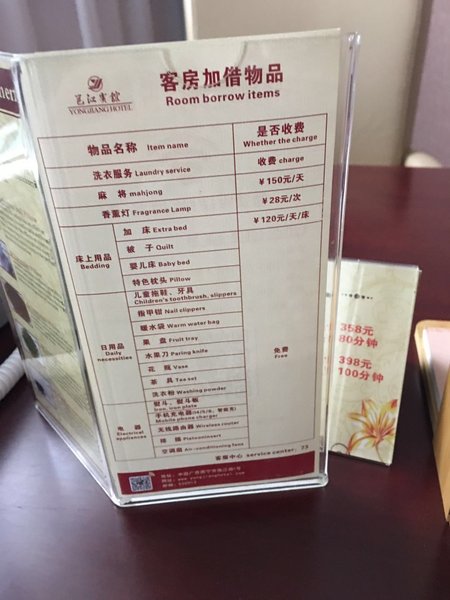 邕江宾馆
YONGJIANG HOTEL
客房加借物品
Room borrow items
物品名称 Item name
是否收费
Whether the charge
洗衣服务 Laundry service
收费 charge
麻 将 mahjong
￥150元/天
香熏灯 Fragrance Lamp
￥28元/次
床上用品
Bedding
加 床 Extra bed
￥120元/天/床
被 子 Quilt
婴儿床 Baby bed
特色枕头 Pillow
日用品
Daily
necessities
儿童拖鞋、牙具
Children's toothbrush, slippers
指甲钳 Nail clippers
暖水袋 Warm water bag
果 盘 Fruit tray
水果刀 Paring knife
花 瓶 Vase
茶 具 Tea set
洗衣粉 Washing powder
免费
Free
电 器
Electrical
appliances
熨斗、熨斗板
Iron, iron plate
手机充电器
Mobile phone charger
无线路由器 Wireless router
排 插
空调扇 Air-conditioning fans
客服中心 service center: 73
358元
80分钟
398元
100分钟